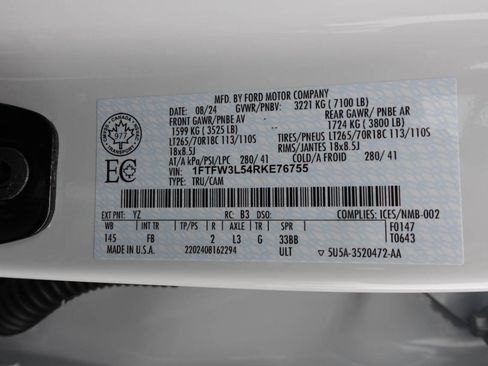 MFD. BY FORD MOTOR COMPANY
DATE: 08/24 GVWR/PNBV: 3221 KG ( 7100 LB)
FRONT GAWR/ PNBE AV REAR GAWR/ PNBE AR
1599 KG ( 3525 LB) 1724 KG ( 3800 LB)
LT265/70R18C 113/110S TIRES/PNEUS LT265/70R18C 113/110S
18x8.5J RIMS/JANTES 18x8.5J
AT/A kPa/PSI/LPC 280/ 41 COLD/A FROID 280/ 41
VIN: 1FTFW3L54RKE76755
TYPE: TRU/CAM
CANADA
977
TRANSPORT
EC
EXT PNT: YZ RC: B3 DSO: COMPLIES: ICES/NMB-002
WB INT TR TP/PS R AXLE TR SPR F0147
145 FB 2 L3 G 33BB T0643
MADE IN U.S.A. 2202408162294 ULT 5U5A-3520472-AA